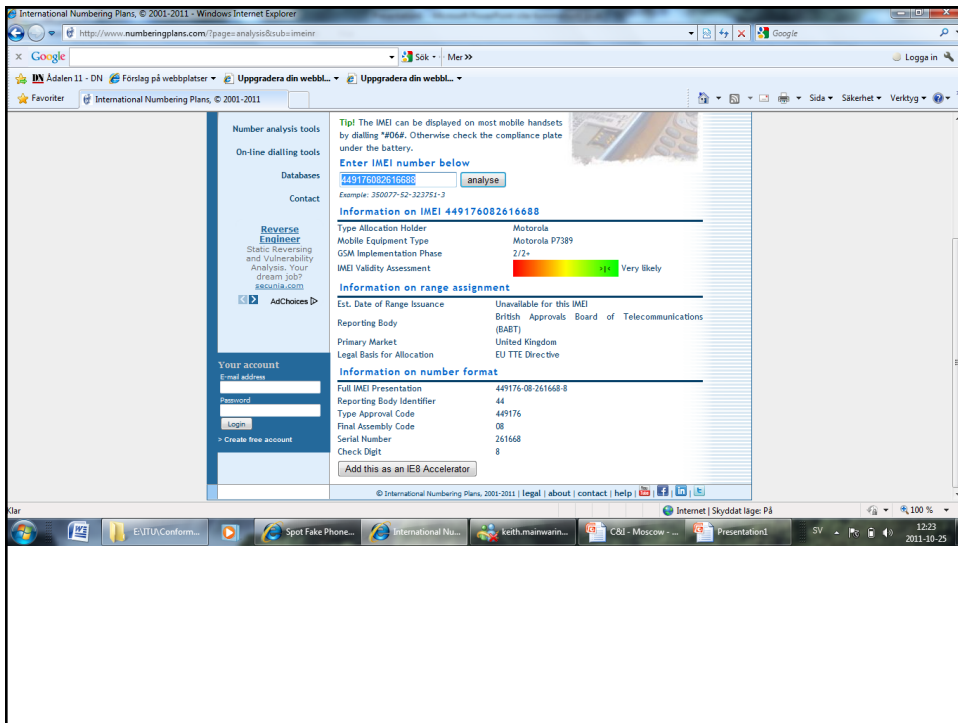 International Numbering Plans, © 2001-2011 - Windows Internet Explorer
http://www.numberingplans.com/?page=analysis&sub=imeinr
Google
x Google
Sök
Mer »
Logga in
DN Ådalen 11 - DN
Förslag på webbplatser
Uppgradera din webbl...
Uppgradera din webbl...
Favoriter
International Numbering Plans, © 2001-2011
Sida
Säkerhet
Verktyg
Number analysis tools
On-line dialling tools
Databases
Contact
Reverse
Engineer
Static Reversing
and Vulnerability
Analysis. Your
dream job?
secunia.com
AdChoices
Your account
E-mail address
Password
Login
> Create free account
Tip! The IMEI can be displayed on most mobile handsets
by dialling *#06#. Otherwise check the compliance plate
under the battery.
Enter IMEI number below
449176082616688
analyse
Example: 350077-52-323751-3
Information on IMEI 449176082616688
Type Allocation Holder Motorola
Mobile Equipment Type Motorola P7389
GSM Implementation Phase 2/2+
IMEI Validity Assessment Very likely
Information on range assignment
Est. Date of Range Issuance Unavailable for this IMEI
Reporting Body British Approvals Board of Telecommunications
(BABT)
Primary Market United Kingdom
Legal Basis for Allocation EU TTE Directive
Information on number format
Full IMEI Presentation 449176-08-261668-8
Reporting Body Identifier 44
Type Approval Code 449176
Final Assembly Code 08
Serial Number 261668
Check Digit 8
Add this as an IE8 Accelerator
© International Numbering Plans, 2001-2011 | legal | about | contact | help |
Klar
Internet | Skyddat läge: På
100 %
E:\ITU\Conform...
Spot Fake Phone...
International Nu...
keith.mainwarin...
C&I - Moscow - ...
Presentation1
SV
12:23
2011-10-25